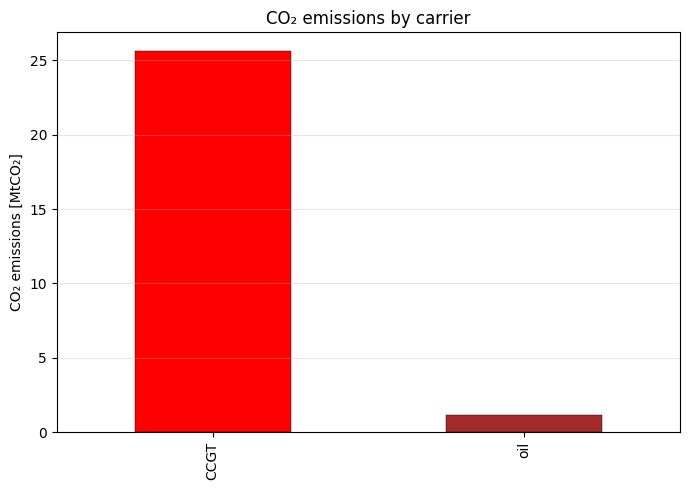 CO₂ emissions by carrier
CO₂ emissions [MtCO₂]
25
20
15
10
5
0
CCGT
oil